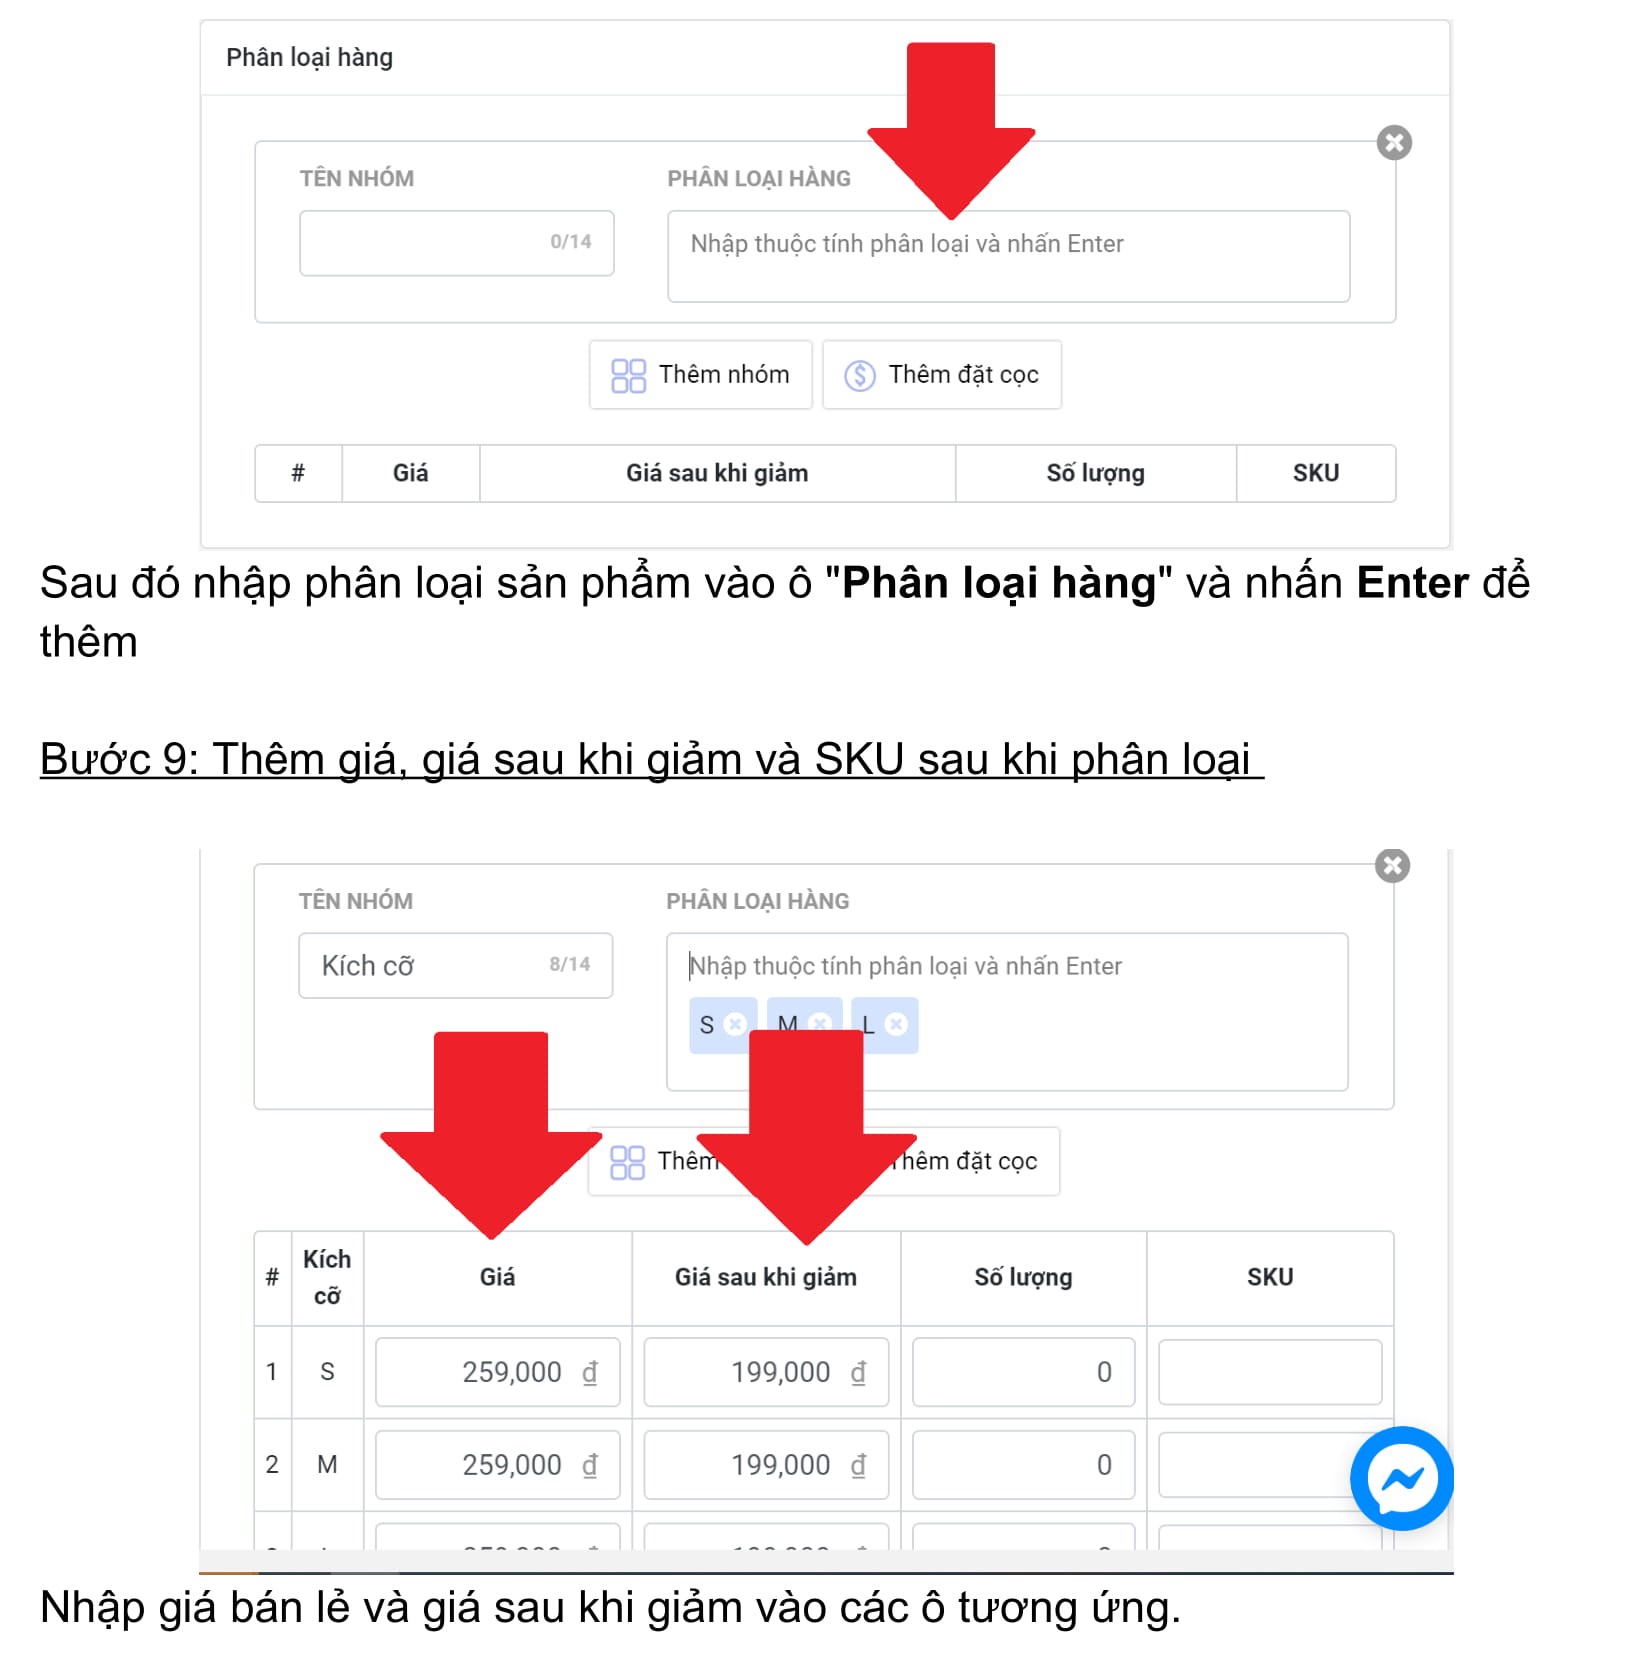 Phân loại hàng
TÊN NHÓM
PHÂN LOẠI HÀNG
0/14
Nhập thuộc tính phân loại và nhấn Enter
Thêm nhóm
Thêm đặt cọc
# Giá Giá sau khi giảm Số lượng SKU
Sau đó nhập phân loại sản phẩm vào ô "Phân loại hàng" và nhấn Enter để
thêm
Bước 9: Thêm giá, giá sau khi giảm và SKU sau khi phân loại
TÊN NHÓM
PHÂN LOẠI HÀNG
Kích cỡ 8/14
Nhập thuộc tính phân loại và nhấn Enter
S M L
Thêm
hêm đặt cọc
# Kích cỡ Giá Giá sau khi giảm Số lượng SKU
1 S 259,000 đ 199,000 đ 0
2 M 259,000 đ 199,000 đ 0
Nhập giá bán lẻ và giá sau khi giảm vào các ô tương ứng.